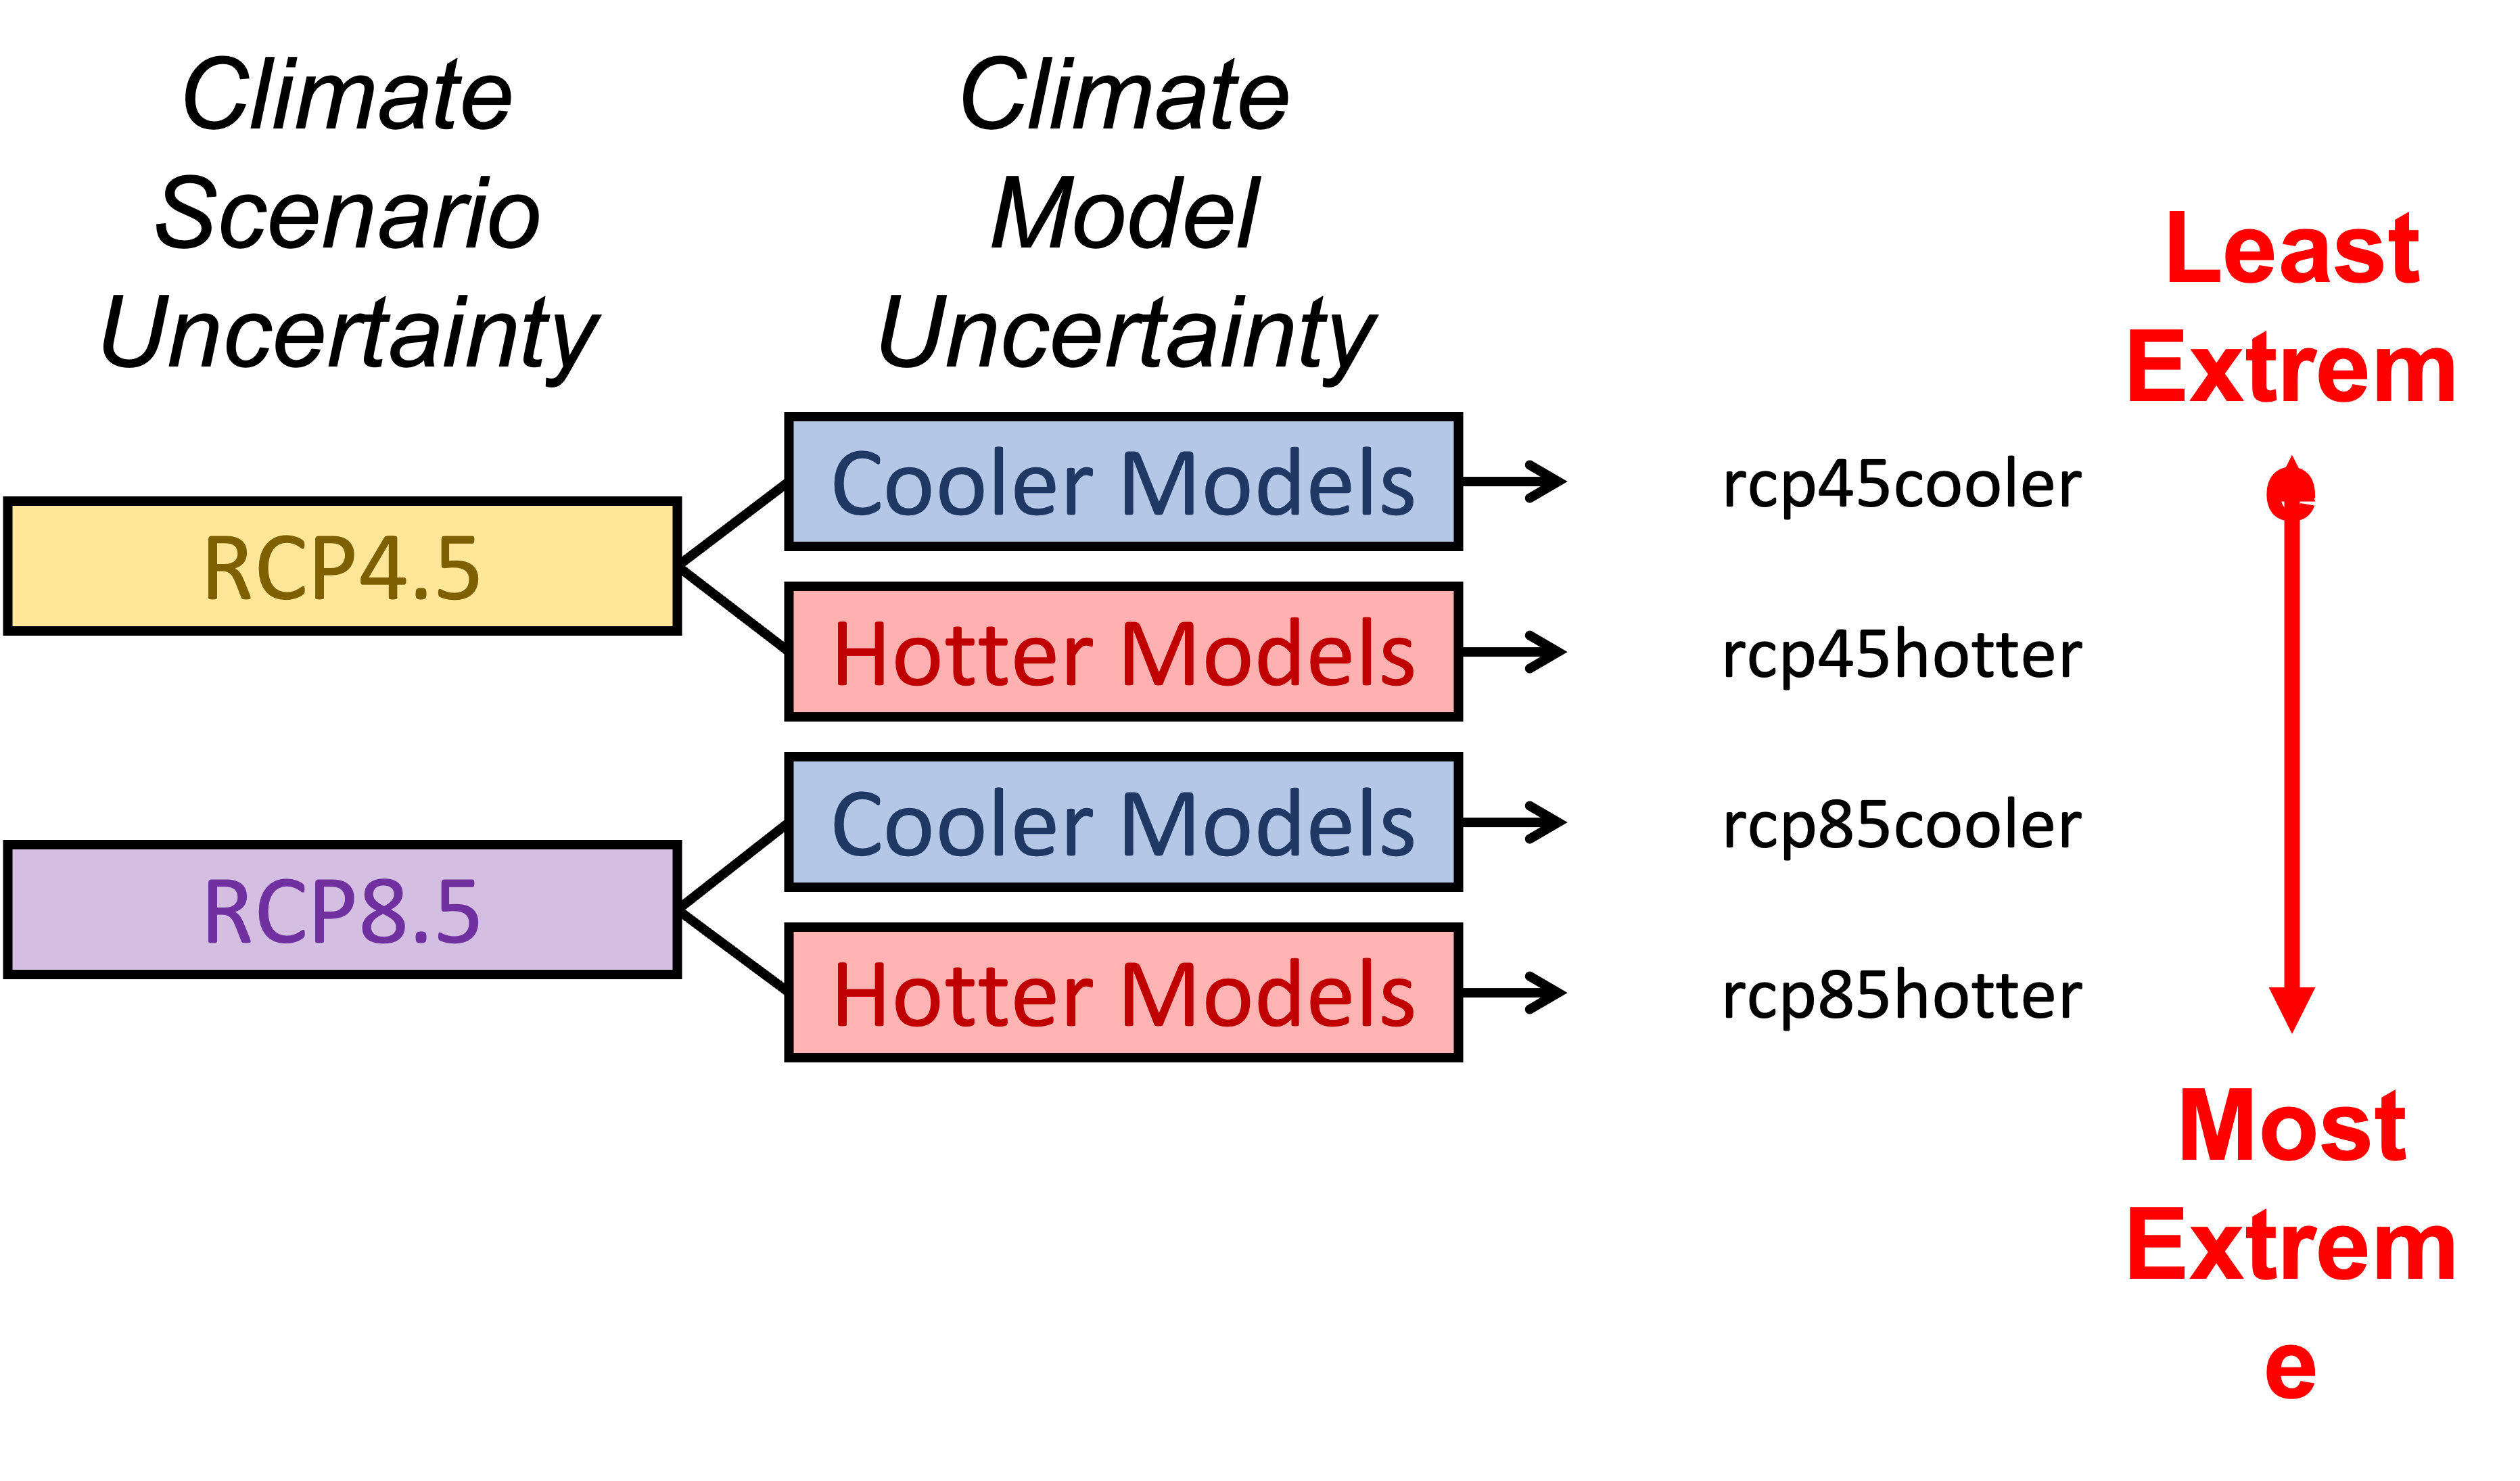 Climate
Scenario
Uncertainty
Climate
Model
Uncertainty
Least
Extrem
e
RCP4.5
Cooler Models
rcp45cooler
Hotter Models
rcp45hotter
RCP8.5
Cooler Models
rcp85cooler
Hotter Models
rcp85hotter
Most
Extrem
e